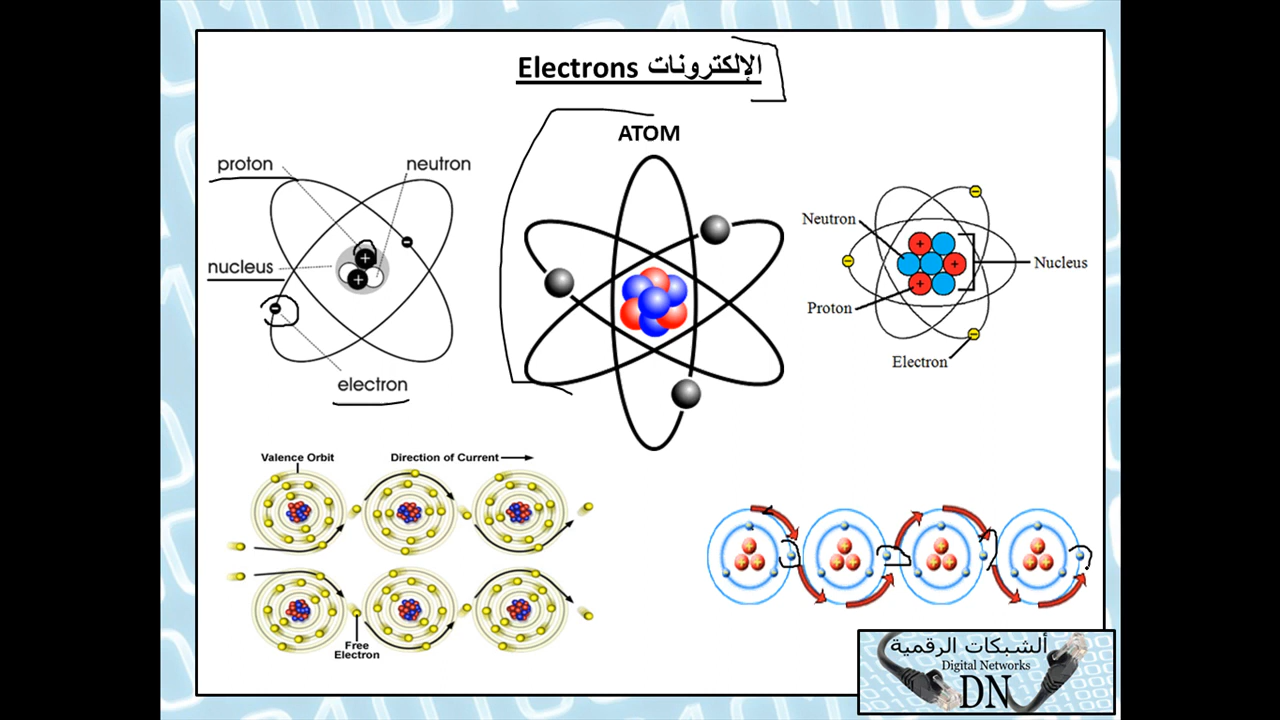 Electrons الإلكترونات
ATOM
proton
neutron
nucleus
electron
Neutron
Nucleus
Proton
Electron
Valence Orbit
Direction of Current
Free
Electron
ألشبكات الرقمية
Digital Networks
DN